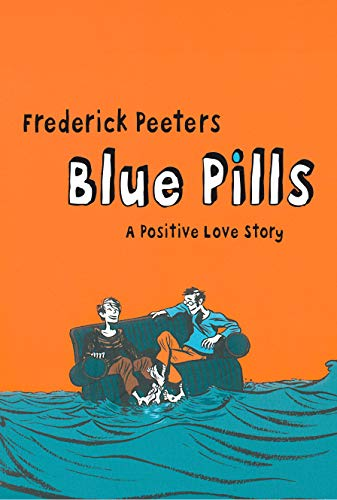 Frederick Peeters
Blue Pills
A Positive Love Story